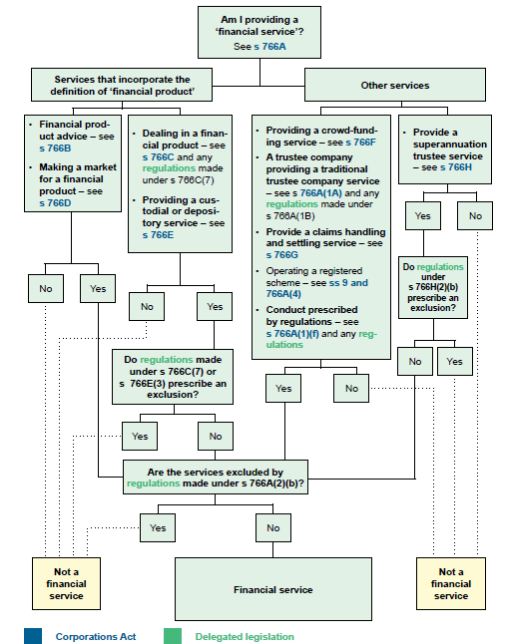 Am I providing a
‘financial service’?
See s 766A
Services that incorporate the
definition of ‘financial product’
Other services
• Financial prod-
uct advice – see
s 766B
• Making a market
for a financial
product – see
s 766D
• Dealing in a finan-
cial product – see
s 766C and any
regulations made
under s 766C(7)
• Providing a cus-
todial or deposi-
tory service – see
s 766E
• Providing a crowd-fund-
ing service – see s 766F
• A trustee company
providing a traditional
trustee company service
– see s 766A(1A) and any
regulations made under
s 766A(1B)
• Provide a claims handling
and settling service – see
s 766G
• Operating a registered
scheme – see ss 9 and
766A(4)
• Conduct prescribed
by regulations – see
s 766A(1)(f) and any reg-
ulations
• Provide a
superannuation
trustee service
– see s 766H
Yes
No
No
Yes
No
Yes
Do regulations
under
s 766H(2)(b)
prescribe an
exclusion?
Do regulations made
under s 766C(7) or
s 766E(3) prescribe an
exclusion?
No
Yes
Yes
No
Yes
No
Are the services excluded by
regulations made under s 766A(2)(b)?
Yes
No
Not a
financial
service
Financial service
Not a
financial
service
Corporations Act
Delegated legislation